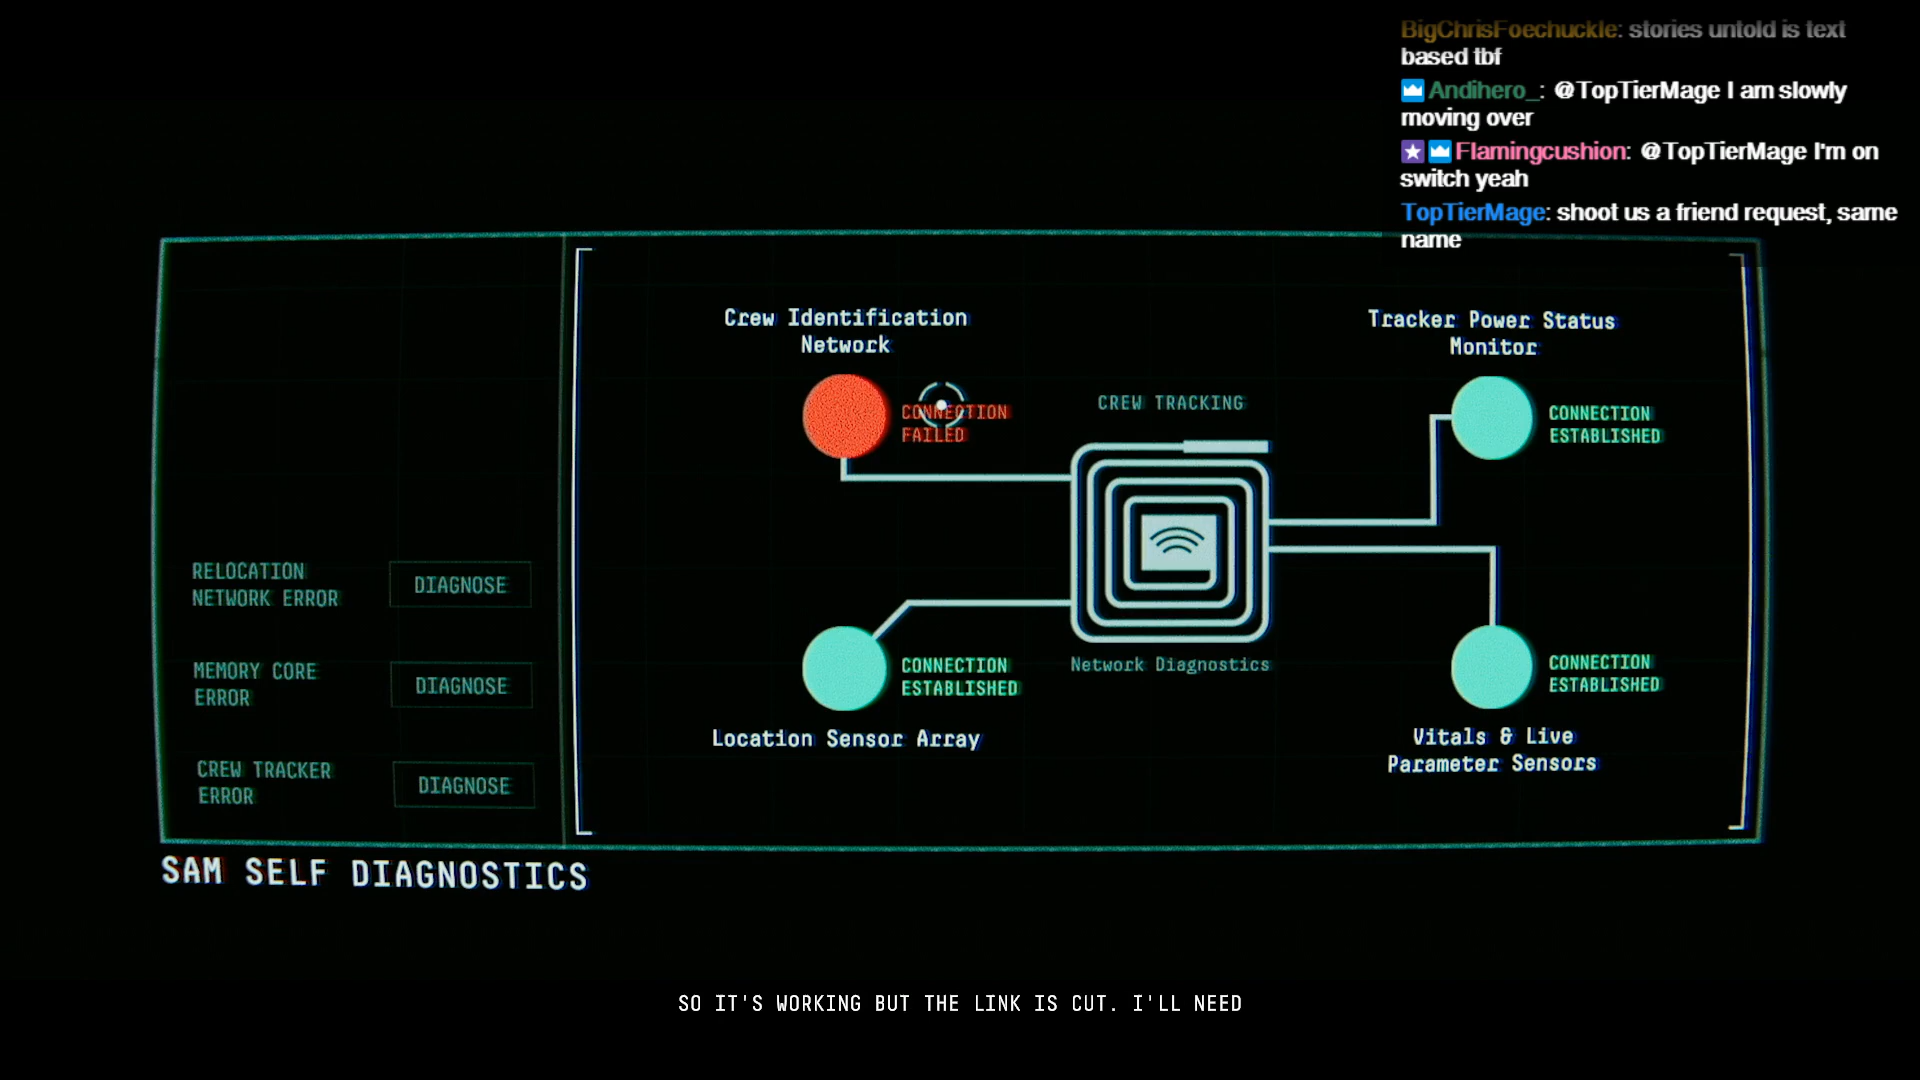 BigChrisFoechuckle: stories untold is text
based tbf
Andihero_: @TopTierMage I am slowly
moving over
Flamingcushion: @TopTierMage I'm on
switch yeah
TopTierMage: shoot us a friend request, same
name
Crew Identification
Network
CONNECTION
FAILED
CREW TRACKING
Tracker Power Status
Monitor
CONNECTION
ESTABLISHED
RELOCATION
NETWORK ERROR
DIAGNOSE
MEMORY CORE
ERROR
DIAGNOSE
CREW TRACKER
ERROR
DIAGNOSE
CONNECTION
ESTABLISHED
Location Sensor Array
Network Diagnostics
CONNECTION
ESTABLISHED
Vitals & Live
Parameter Sensors
SAM SELF DIAGNOSTICS
SO IT'S WORKING BUT THE LINK IS CUT. I'LL NEED